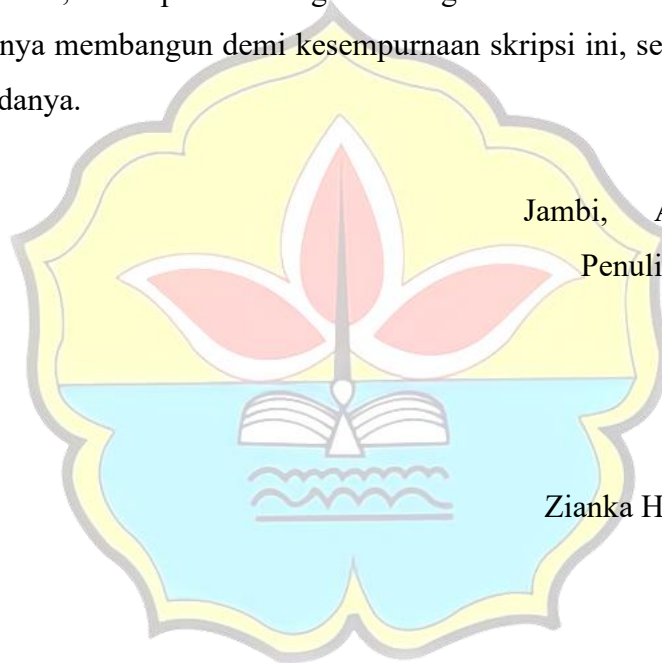 nya membangun demi kesempurnaan skripsi ini, se
danya.
Jambi, A
Penuli
Zianka H